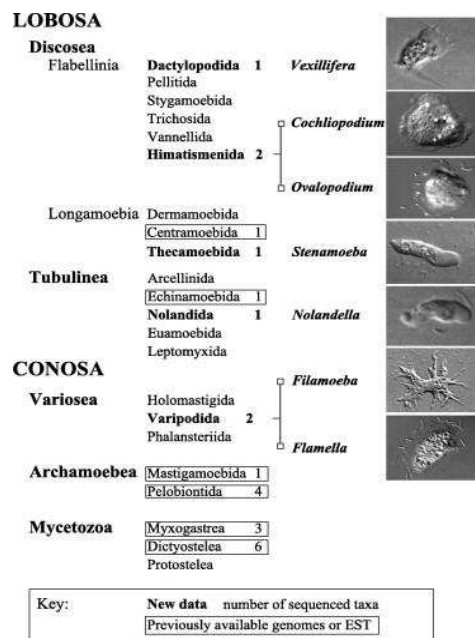 LOBOSA
Discosea
Flabellinia Dactylopodida 1 Vexillifera
Pellitida
Stygamoebida
Trichosida Cochliopodium
Vannellida
Himatismenida 2
Ovalopodium
Longamoebia Dermamoebida
Centramoebida 1
Thecamoebida 1 Stenamoeba
Tubulinea Arcellinida
Echinamoebida 1
Nolandida 1 Nolandella
Euamoebida
Leptomyxida
CONOSA
Filamoeba
Variosea Holomastigida
Varipodida 2
Phalansteriida
Flamella
Archamoebea Mastigamoebida 1
Pelobiontida 4
Mycetozoa Myxogastrea 3
Dictyostelea 6
Protostelea
Key: New data number of sequenced taxa
Previously available genomes or EST